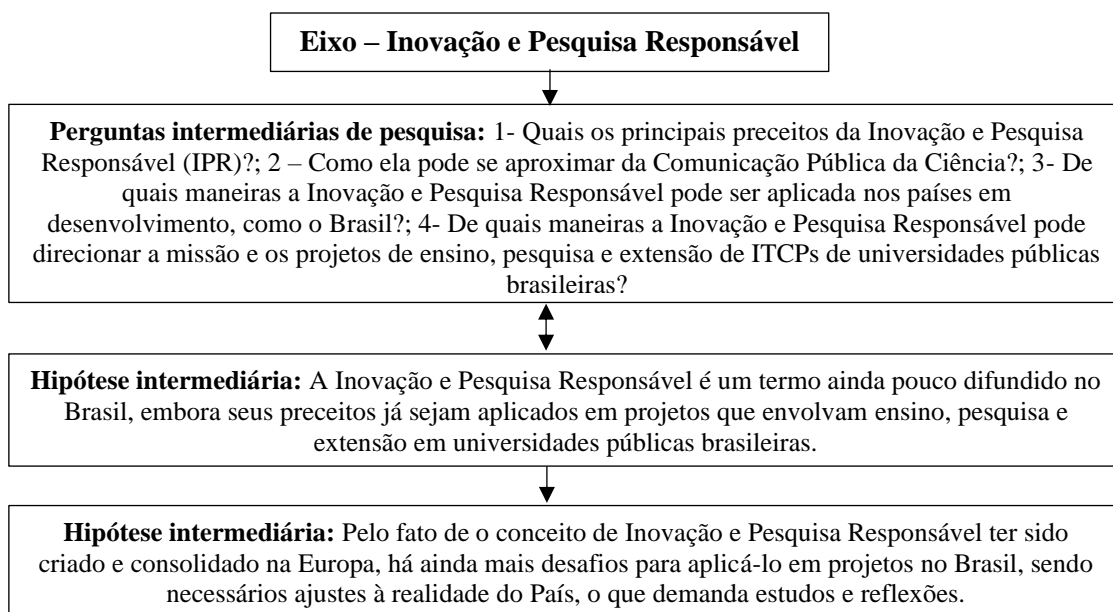 Eixo – Inovação e Pesquisa Responsável
Perguntas intermediárias de pesquisa: 1- Quais os principais preceitos da Inovação e Pesquisa
Responsável (IPR)?; 2 – Como ela pode se aproximar da Comunicação Pública da Ciência?; 3- De
quais maneiras a Inovação e Pesquisa Responsável pode ser aplicada nos países em
desenvolvimento, como o Brasil?; 4- De quais maneiras a Inovação e Pesquisa Responsável pode
direcionar a missão e os projetos de ensino, pesquisa e extensão de ITCPs de universidades públicas
brasileiras?
Hipótese intermediária: A Inovação e Pesquisa Responsável é um termo ainda pouco difundido no
Brasil, embora seus preceitos já sejam aplicados em projetos que envolvam ensino, pesquisa e
extensão em universidades públicas brasileiras.
Hipótese intermediária: Pelo fato de o conceito de Inovação e Pesquisa Responsável ter sido
criado e consolidado na Europa, há ainda mais desafios para aplicá-lo em projetos no Brasil, sendo
necessários ajustes à realidade do País, o que demanda estudos e reflexões.